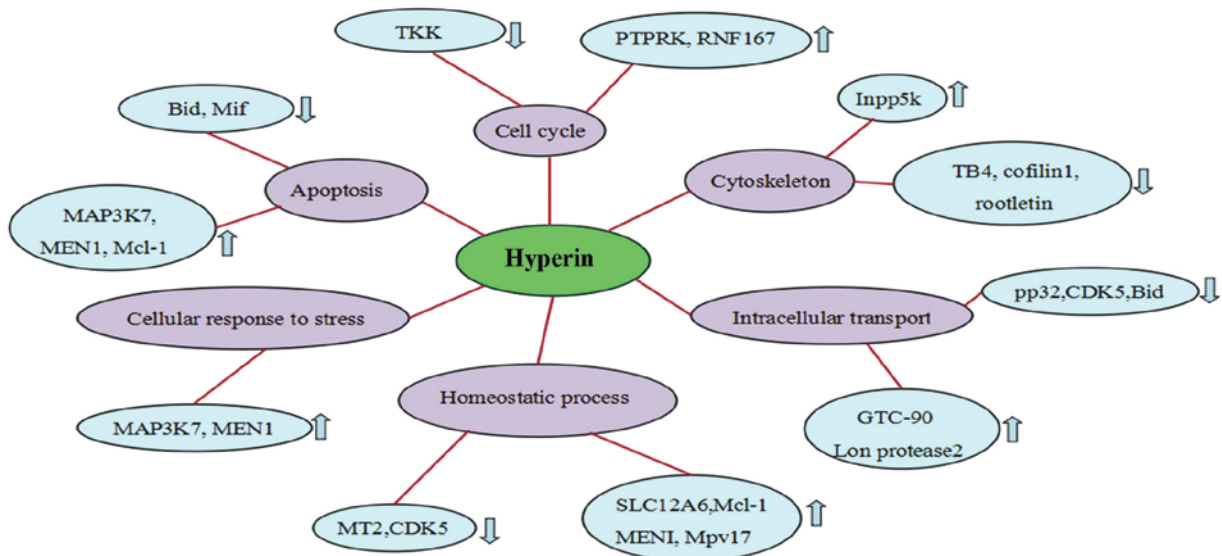 TKK
PTPRK, RNF167
Bid, Mif
Cell cycle
Inpp5k
Apoptosis
Cytoskeleton
TB4, cofilin1,
rootletin
MAP3K7,
MEN1, Mcl-1
Hyperin
pp32,CDK5,Bid
Cellular response to stress
Intracellular transport
Homeostatic process
MAP3K7, MEN1
GTC-90
Lon protease2
MT2,CDK5
SLC12A6,Mcl-1
MENI, Mpv17